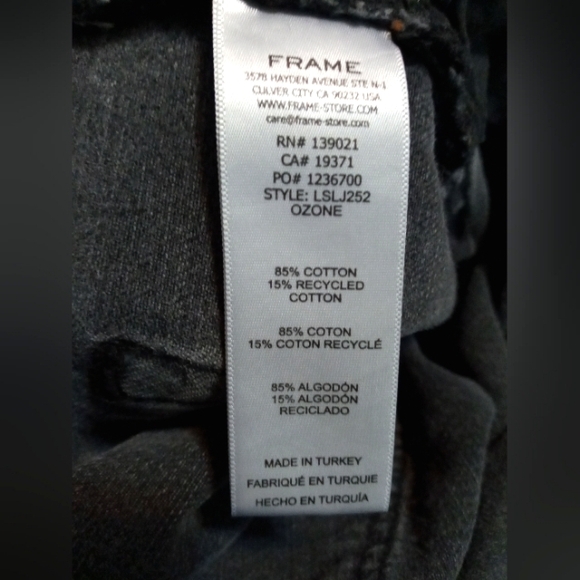 FRAME
3578 HAYDEN AVENUE STE N-1
CULVER CITY CA 90232 USA
WWW.FRAME-STORE.COM
care@frame-store.com
RN# 139021
CA# 19371
PO# 1236700
STYLE: LSLJ252
OZONE
85% COTTON
15% RECYCLED
COTTON
85% COTON
15% COTON RECYCLÉ
85% ALGODÓN
15% ALGODÓN
RECICLADO
MADE IN TURKEY
FABRIQUÉ EN TURQUIE
HECHO EN TURQUÍA